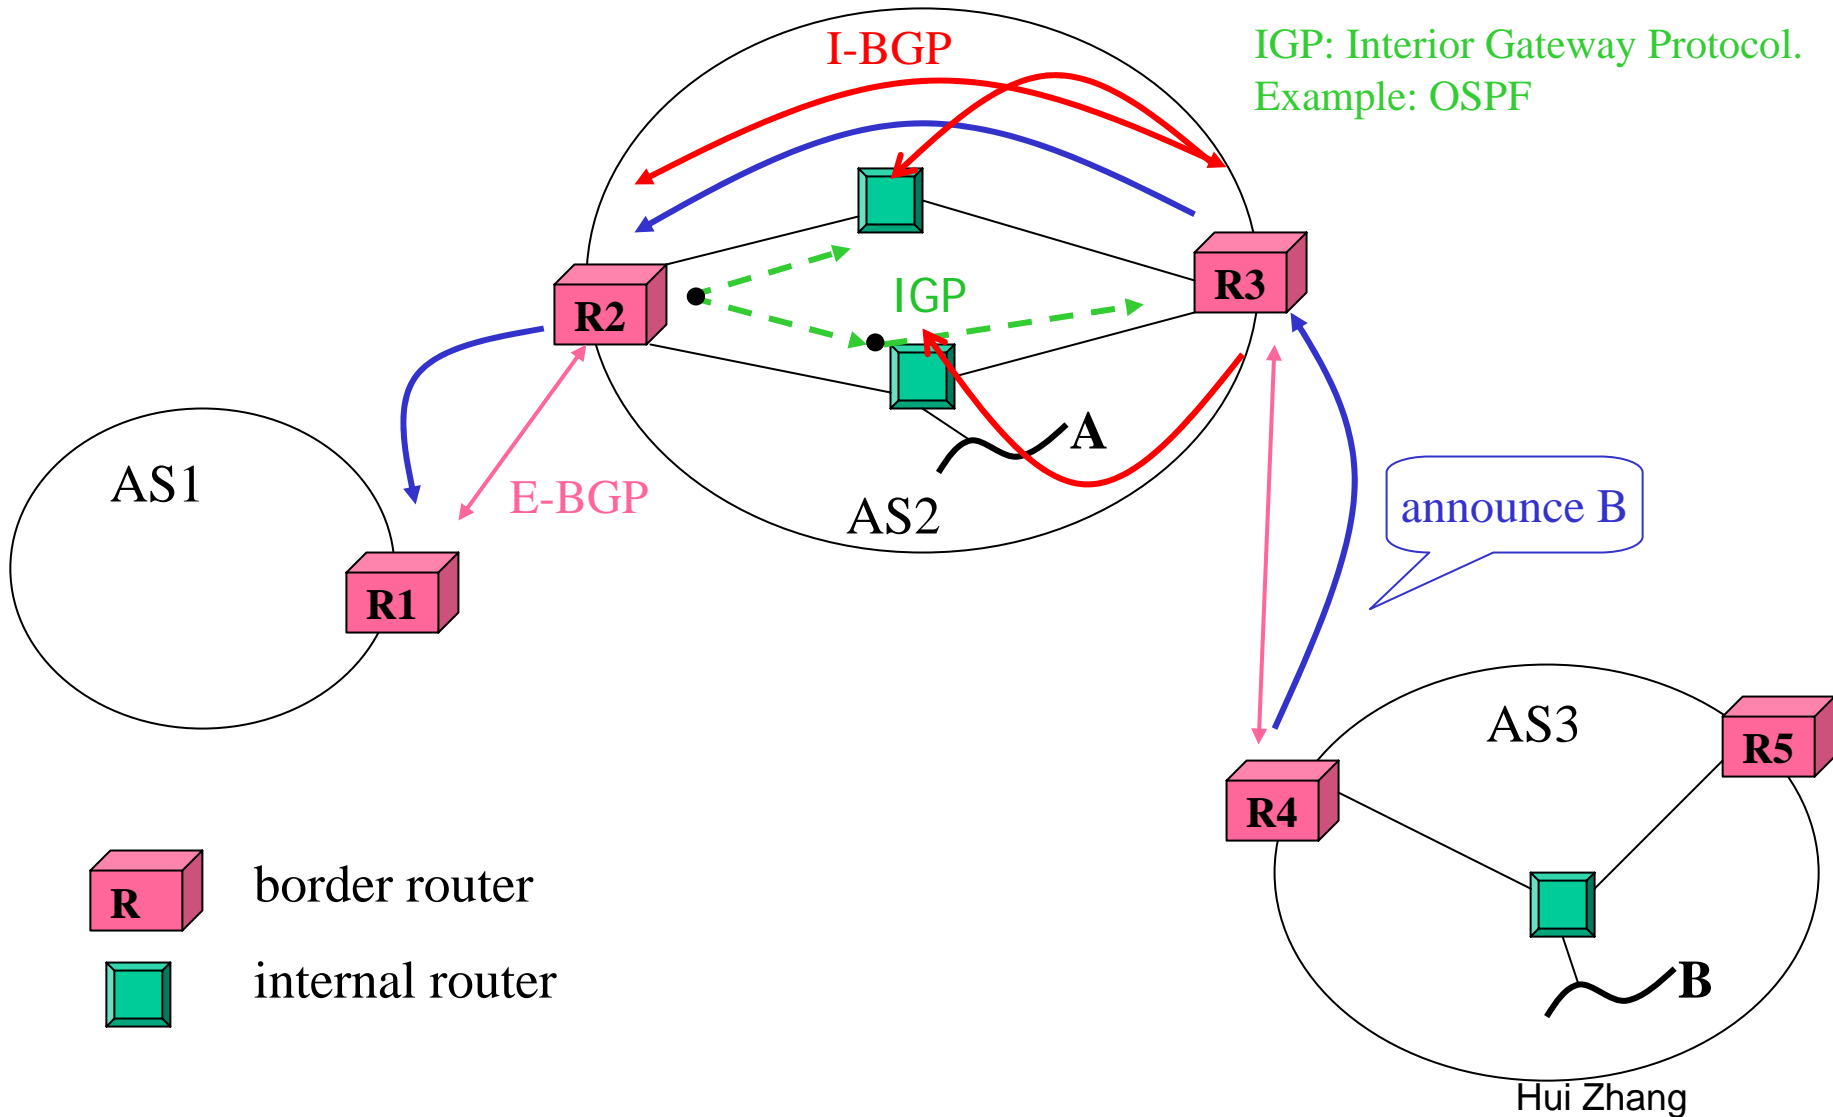 I-BGP
IGP: Interior Gateway Protocol.
Example: OSPF
R2
IGP
R3
A
AS1
E-BGP
AS2
announce B
R1
AS3
R5
R4
R
border router
internal router
B
Hui Zhang